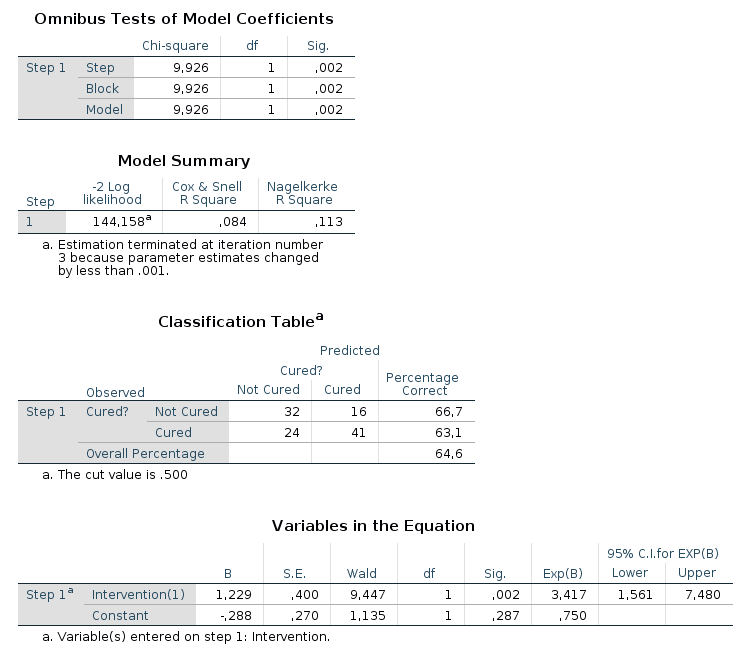 Omnibus Tests of Model Coefficients
Chi-square df Sig.
Step 1 Step 9,926 1 ,002
Block 9,926 1 ,002
Model 9,926 1 ,002
Model Summary
Step -2 Log likelihood Cox & Snell R Square Nagelkerke R Square
1 144,158a ,084 ,113
a. Estimation terminated at iteration number
3 because parameter estimates changed
by less than .001.
Classification Tablea
Predicted
Cured? Percentage Correct
Observed Not Cured Cured
Step 1 Cured? Not Cured 32 16 66,7
Cured 24 41 63,1
Overall Percentage 64,6
a. The cut value is .500
Variables in the Equation
95% C.I.for EXP(B)
B S.E. Wald df Sig. Exp(B) Lower Upper
Step 1a Intervention(1) 1,229 ,400 9,447 1 ,002 3,417 1,561 7,480
Constant -,288 ,270 1,135 1 ,287 ,750
a. Variable(s) entered on step 1: Intervention.